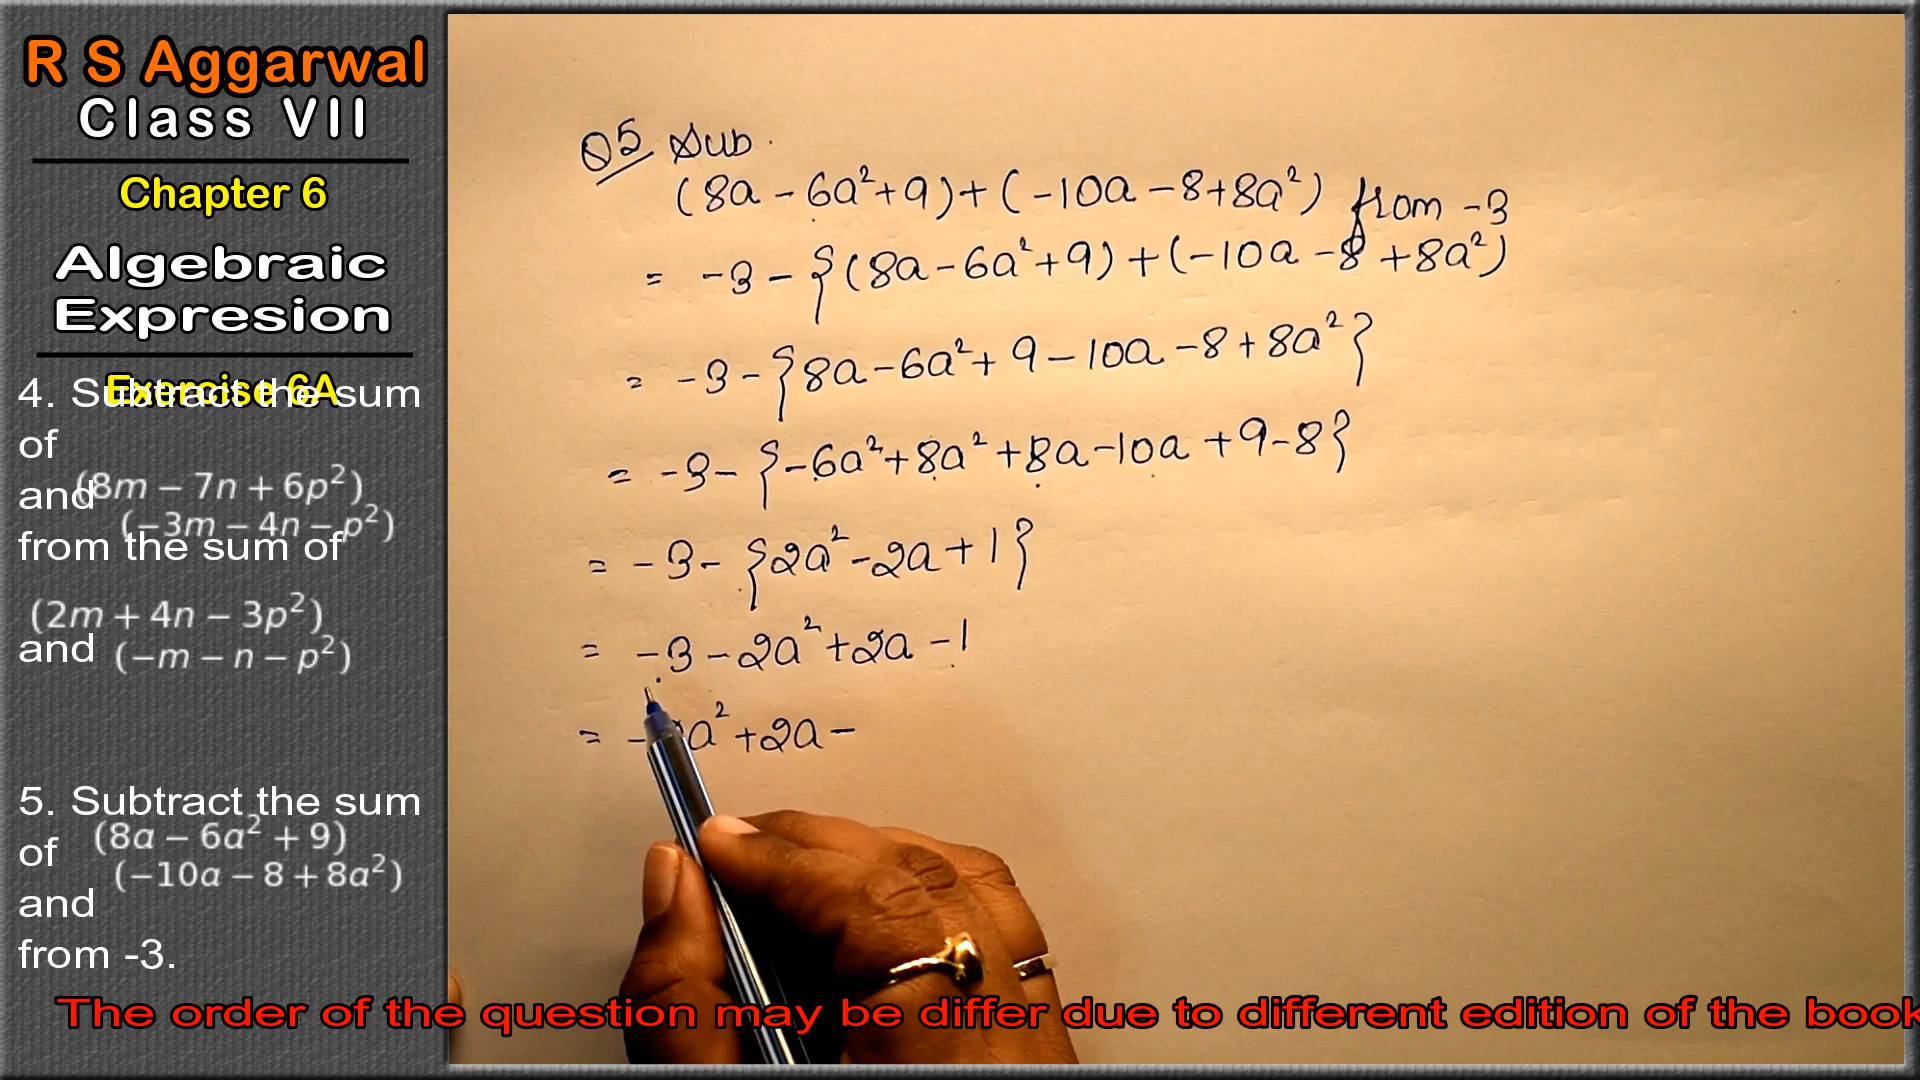 R S Aggarwal
Class VII
Chapter 6
Algebraic
Expresion
Exercise 6A
4. Subtract the sum
of
(8m − 7n + 6p²)
and
(−3m − 4n − p²)
from the sum of
(2m + 4n − 3p²)
and (−m − n − p²)
5. Subtract the sum
of (8a − 6a² + 9)
(−10a − 8 + 8a²)
and
from -3.
Q5 Sub.
(8a - 6a² + 9) + (-10a - 8 + 8a²) from -3
= -3 - {(8a - 6a² + 9) + (-10a - 8 + 8a²)
= -3 - {8a - 6a² + 9 - 10a - 8 + 8a²}
= -3 - {-6a² + 8a² + 8a - 10a + 9 - 8}
= -3 - {2a² - 2a + 1}
= -3 - 2a² + 2a - 1
= - a² + 2a -
The order of the question may be differ due to different edition of the book